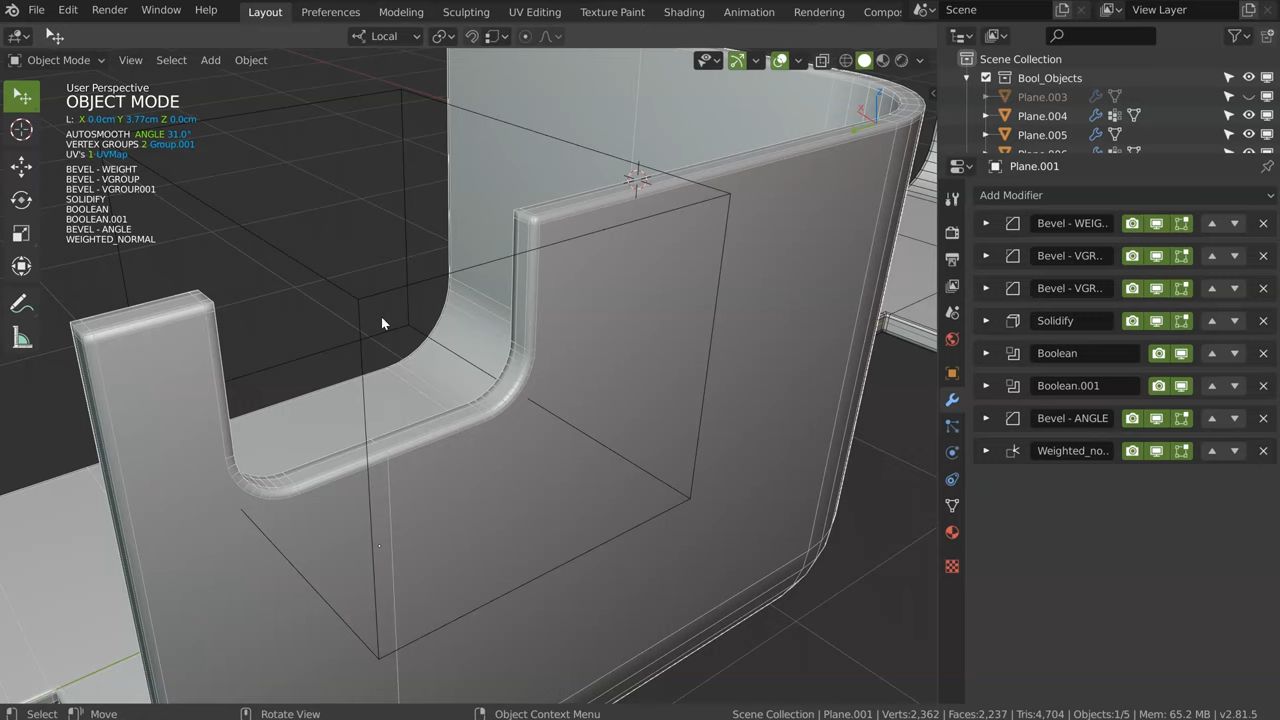 File Edit Render Window Help Layout Preferences Modeling Sculpting UV Editing Texture Paint Shading Animation Rendering Compos Scene View Layer
Local
Object Mode View Select Add Object
Scene Collection
Bool_Objects
Plane.003
Plane.004
Plane.005
User Perspective
OBJECT MODE
L: X 0.0cm Y 3.77cm Z 0.0cm
AUTOSMOOTH ANGLE 31.0°
VERTEX GROUPS 2 Group.001
UV's 1 UVMap
BEVEL - WEIGHT
BEVEL - VGROUP
BEVEL - VGROUP.001
SOLIDIFY
BOOLEAN
BOOLEAN.001
BEVEL - ANGLE
WEIGHTED_NORMAL
Z
X
Plane.001
Add Modifier
Bevel - WEIG..
Bevel - VGR..
Bevel - VGR..
Solidify
Boolean
Boolean.001
Bevel - ANGLE
Weighted_no..
Select Move Rotate View Object Context Menu Scene Collection | Plane.001 | Verts:2,362 | Faces:2,237 | Tris:4,704 | Objects:1/5 | Mem: 65.2 MB | v2.81.5